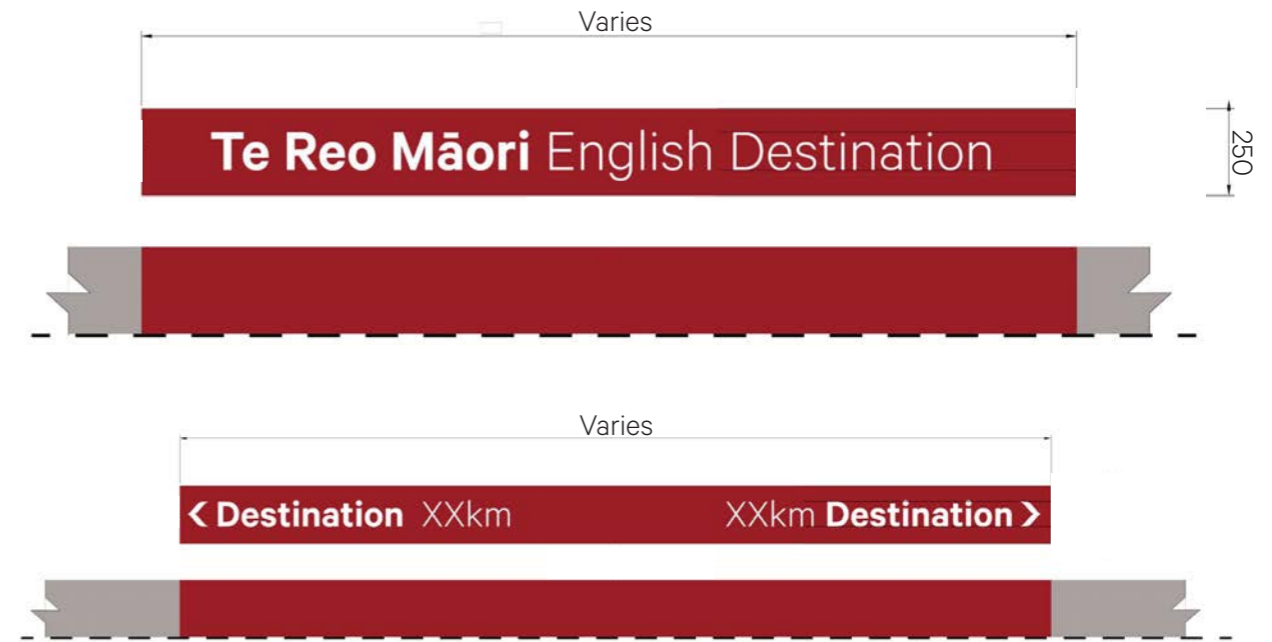 Varies
Te Reo Māori English Destination
250
Varies
< Destination XXkm
XXkm Destination >